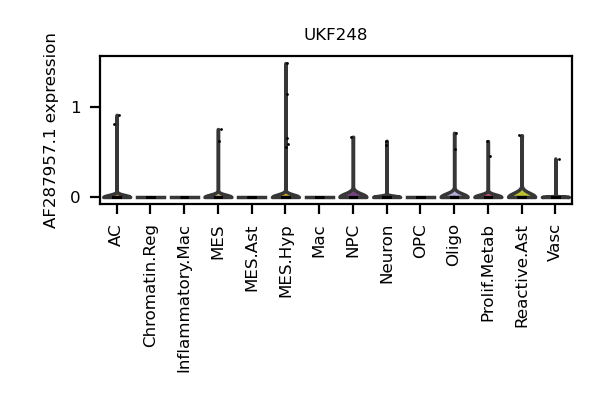 UKF248
AF287957.1 expression
1
0
AC
Chromatin.Reg
Inflammatory.Mac
MES
MES.Ast
MES.Hyp
Mac
NPC
Neuron
OPC
Oligo
Prolif.Metab
Reactive.Ast
Vasc